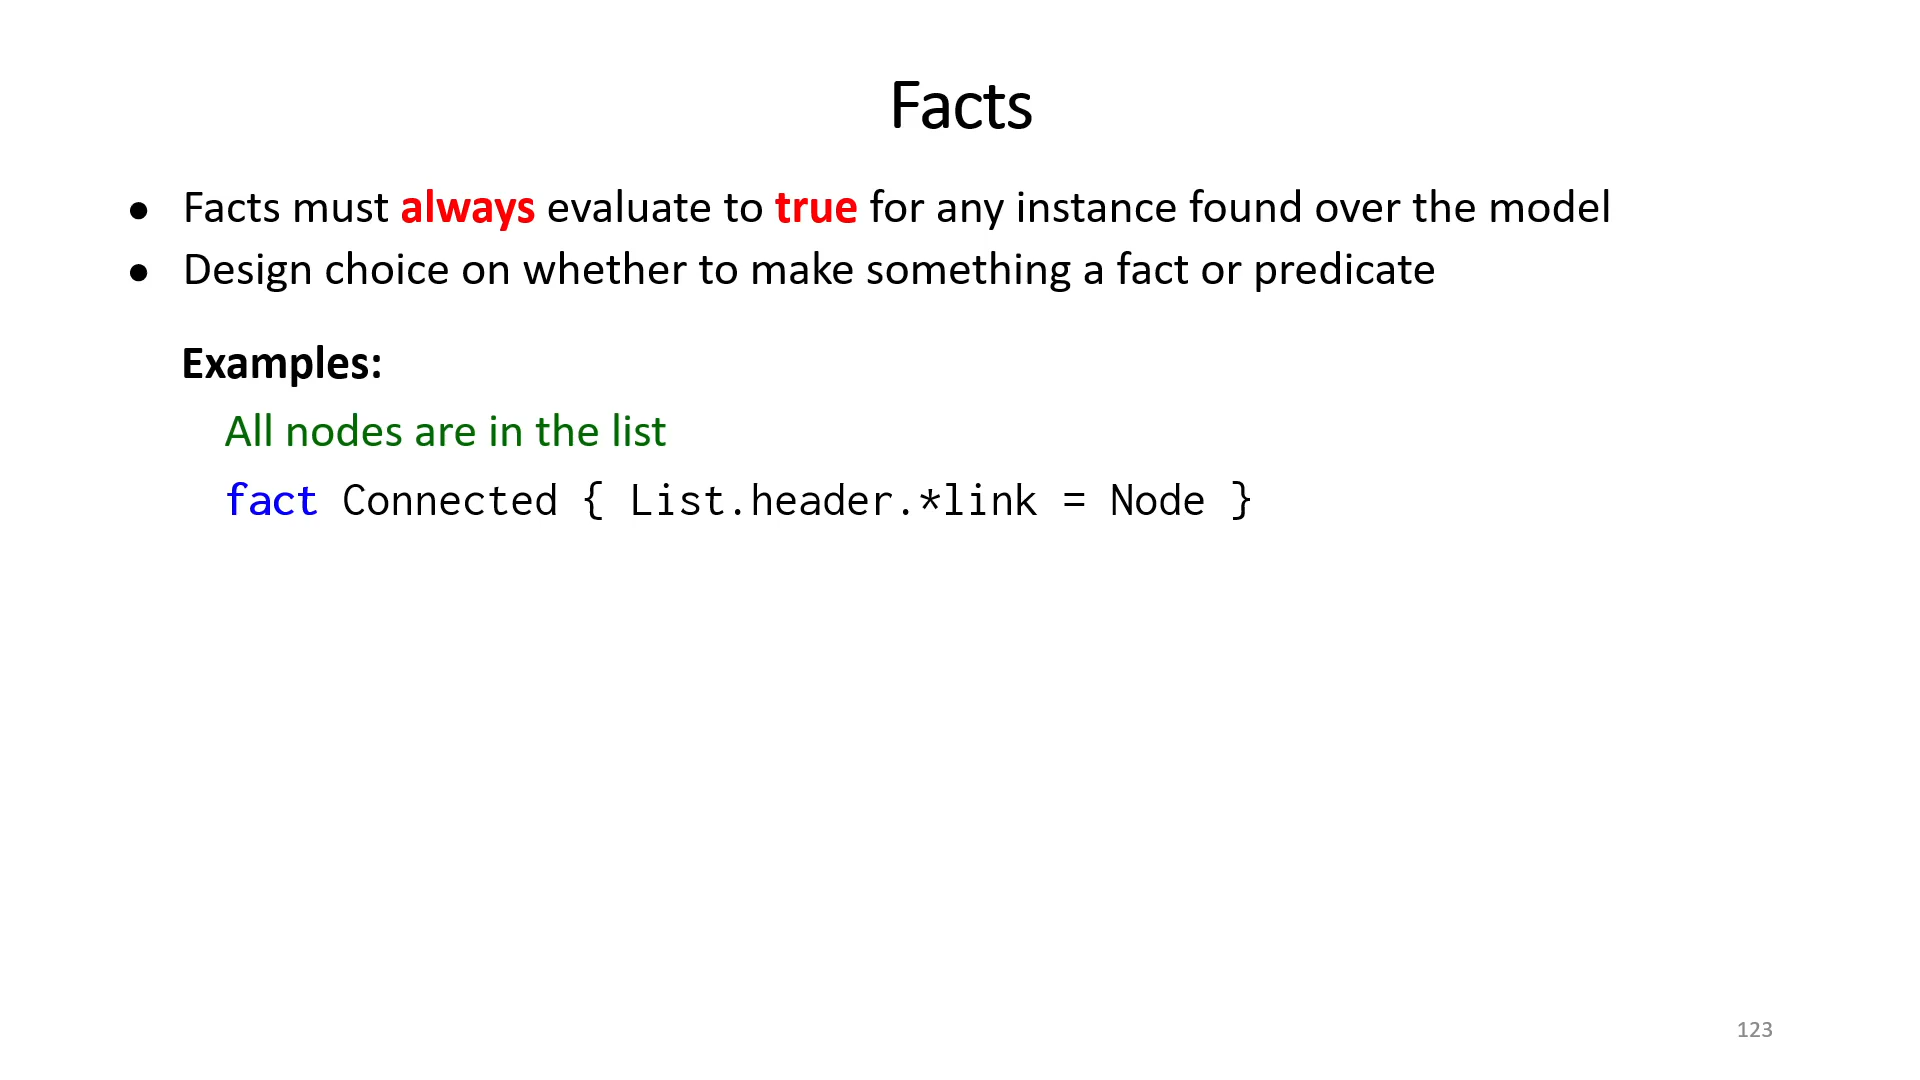 Facts
● Facts must always evaluate to true for any instance found over the model
● Design choice on whether to make something a fact or predicate
Examples:
All nodes are in the list
fact Connected { List.header.*link = Node }
123